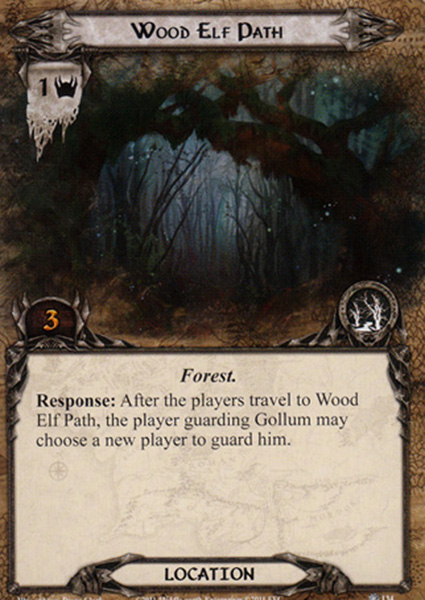 WOOD ELF PATH
1
3
Forest.
Response: After the players travel to Wood
Elf Path, the player guarding Gollum may
choose a new player to guard him.
LOCATION
124